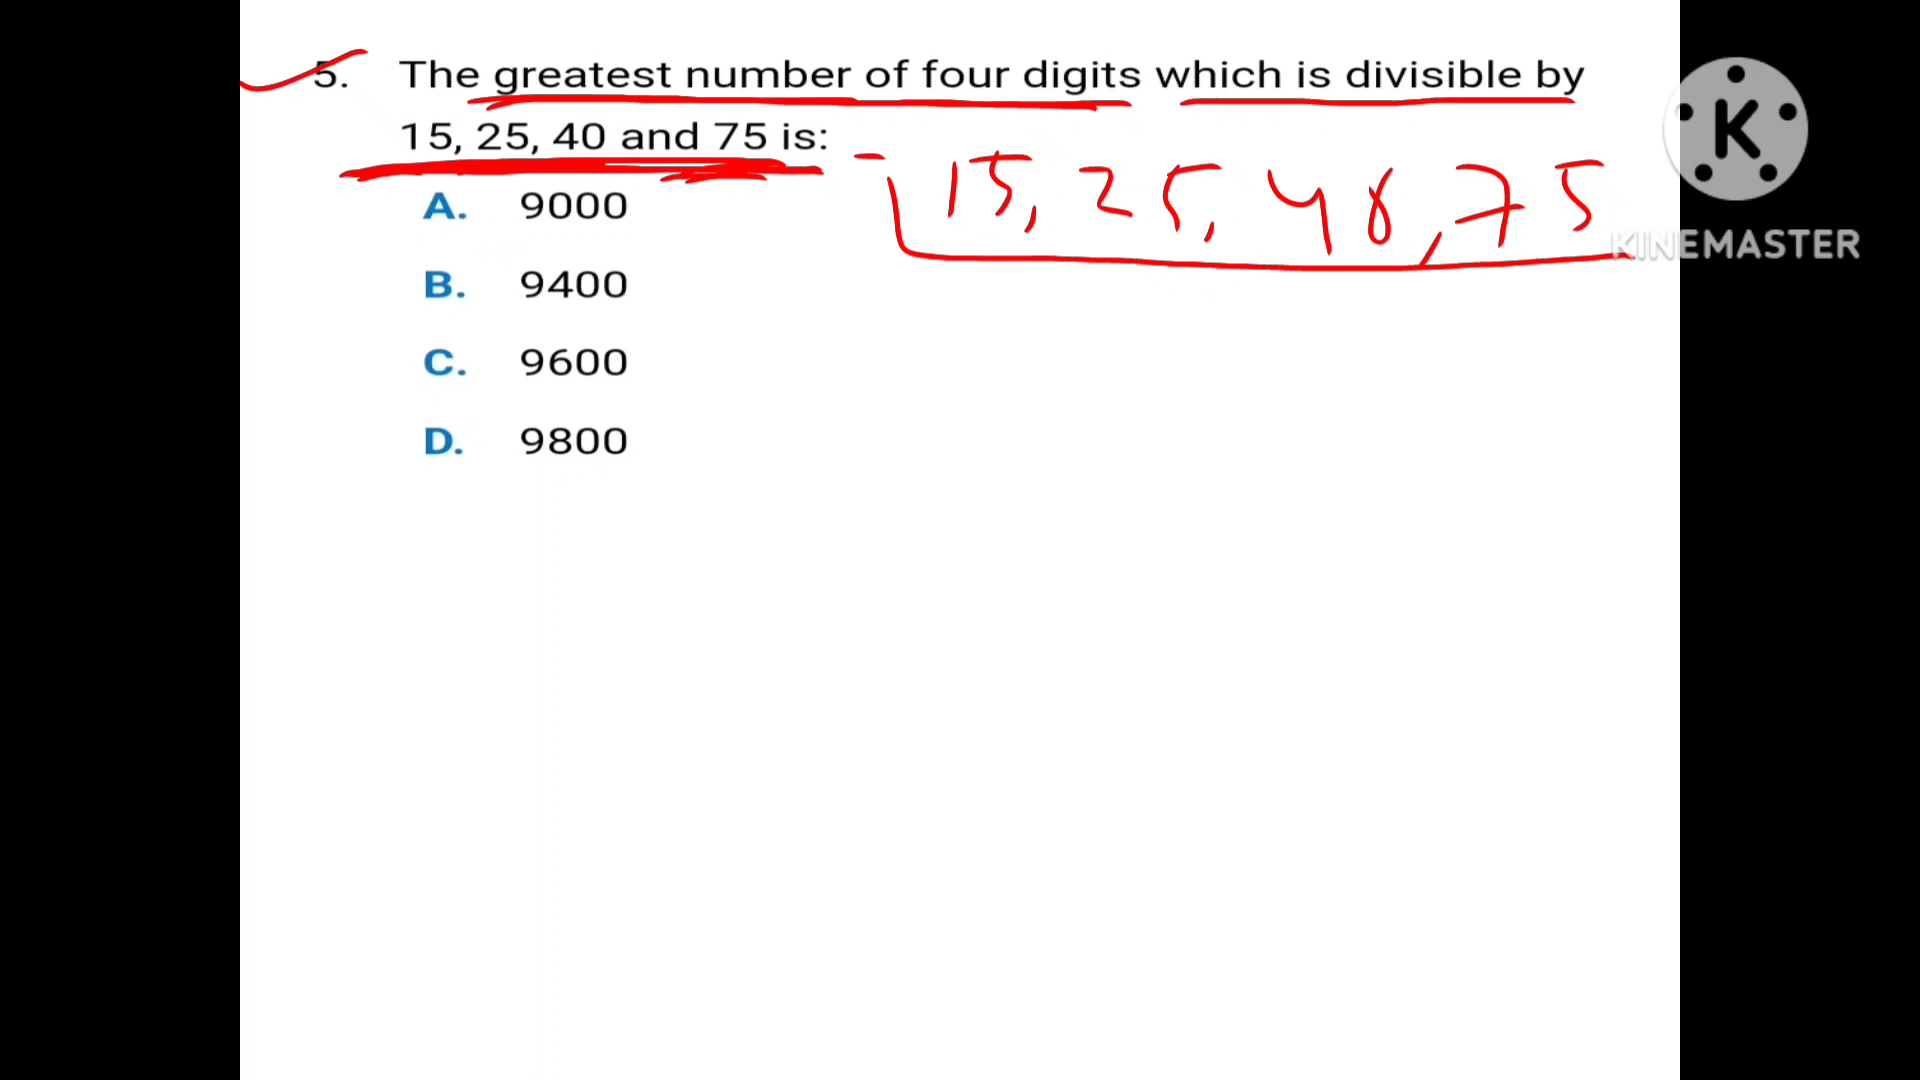 5. The greatest number of four digits which is divisible by
15, 25, 40 and 75 is:
15, 25, 40, 75
A. 9000
B. 9400
C. 9600
D. 9800
K
KINEMASTER